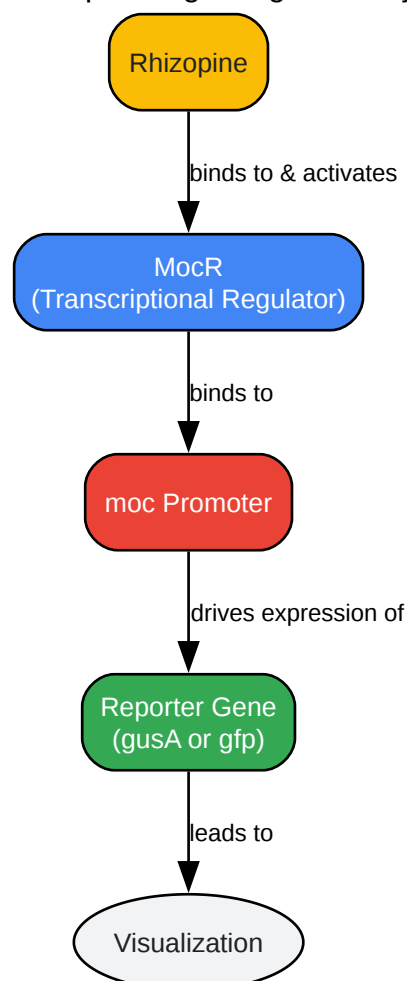 Rhizopine
binds to & activates
MocR
(Transcriptional Regulator)
binds to
moc Promoter
drives expression of
Reporter Gene
(gusA or gfp)
leads to
Visualization